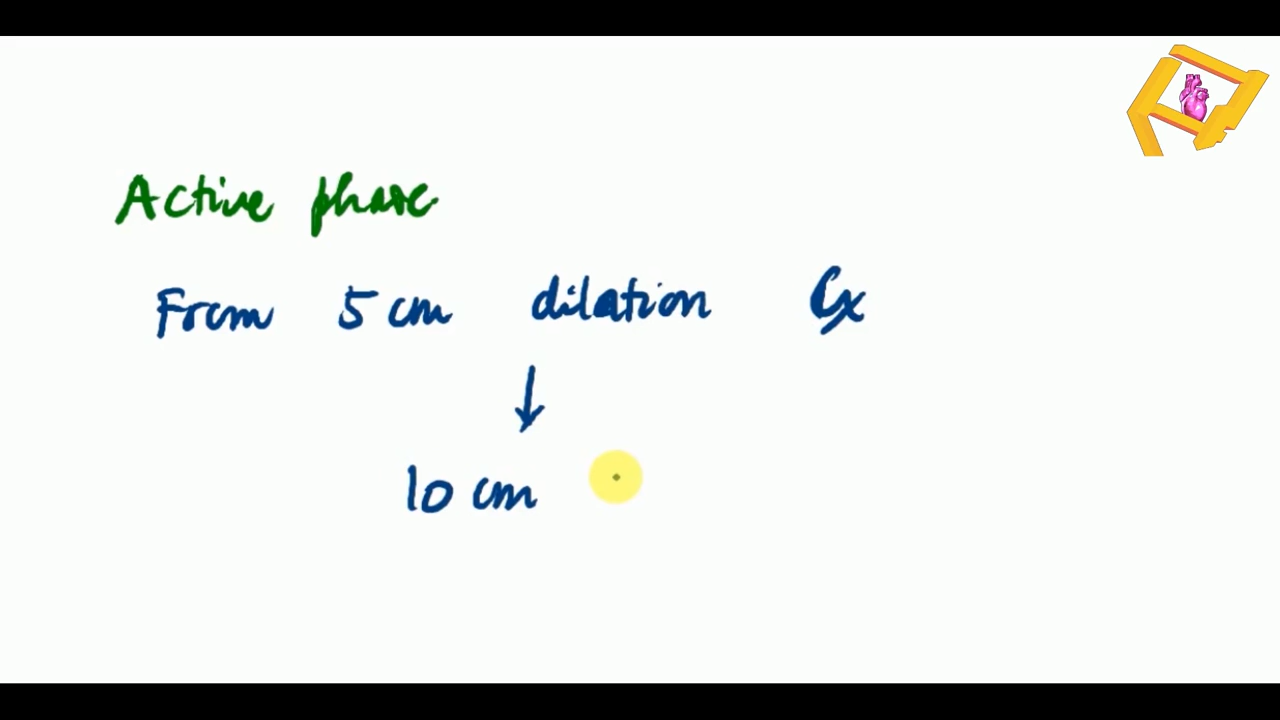 Active phase
From 5 cm dilation Cx
↓
10 cm